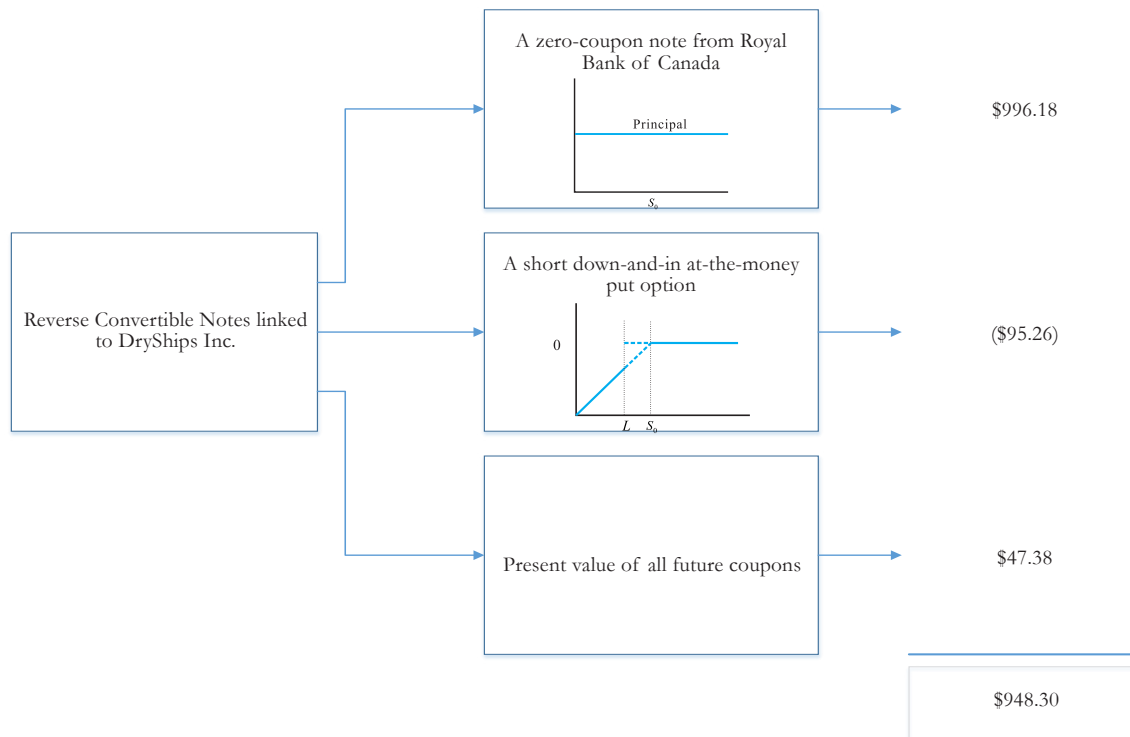 A zero-coupon note from Royal
Bank of Canada
Principal
S₀
$996.18
Reverse Convertible Notes linked
to DryShips Inc.
A short down-and-in at-the-money
put option
0
L S₀
($95.26)
Present value of all future coupons
$47.38
$948.30